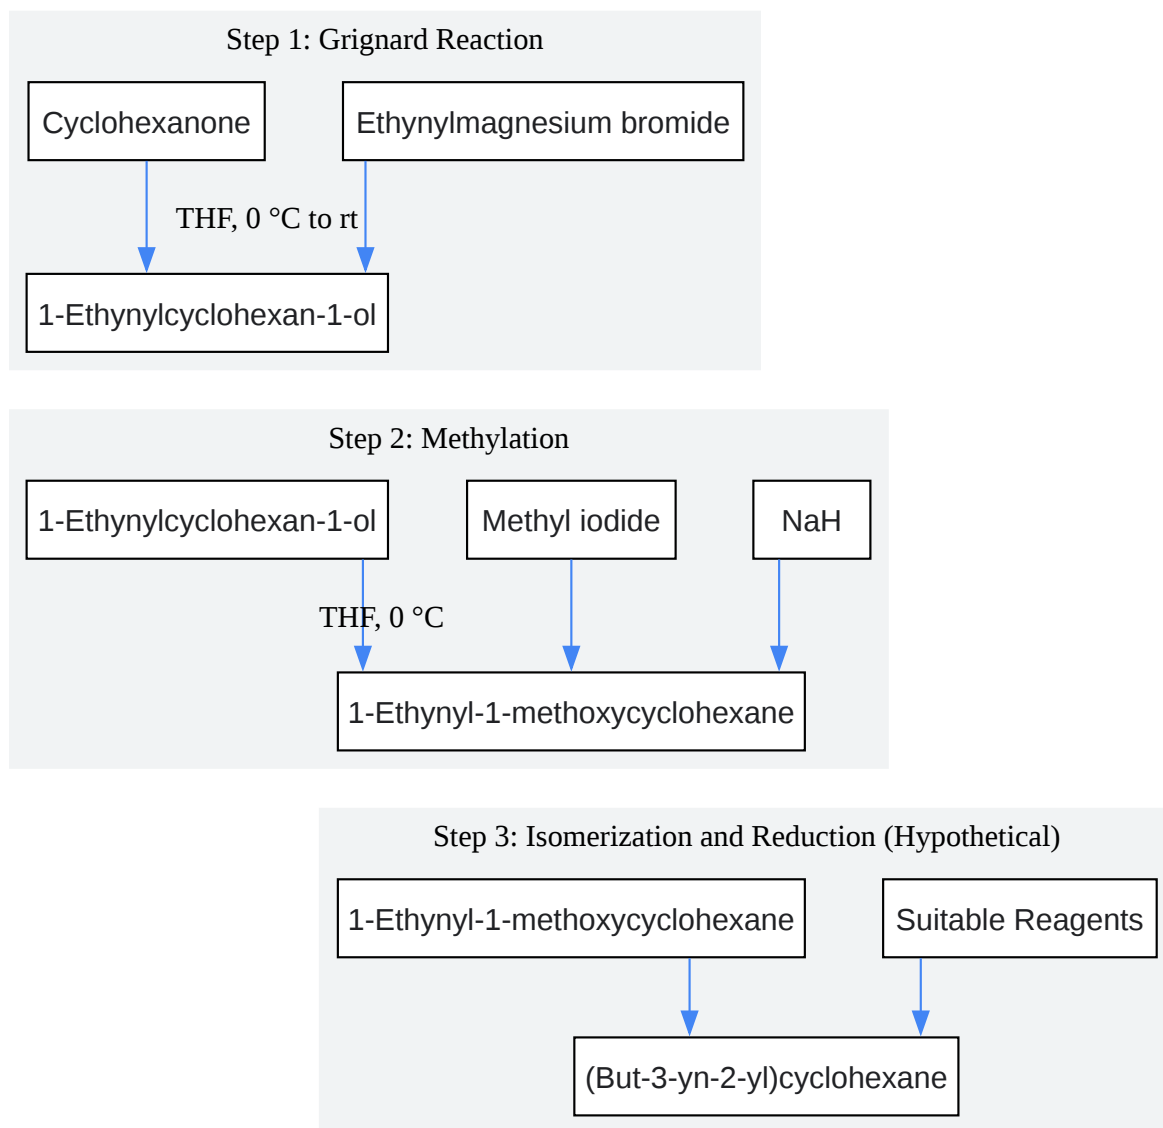 Step 1: Grignard Reaction
Cyclohexanone
Ethynylmagnesium bromide
THF, 0 °C to rt
1-Ethynylcyclohexan-1-ol
Step 2: Methylation
1-Ethynylcyclohexan-1-ol
Methyl iodide
NaH
THF, 0 °C
1-Ethynyl-1-methoxycyclohexane
Step 3: Isomerization and Reduction (Hypothetical)
1-Ethynyl-1-methoxycyclohexane
Suitable Reagents
(But-3-yn-2-yl)cyclohexane